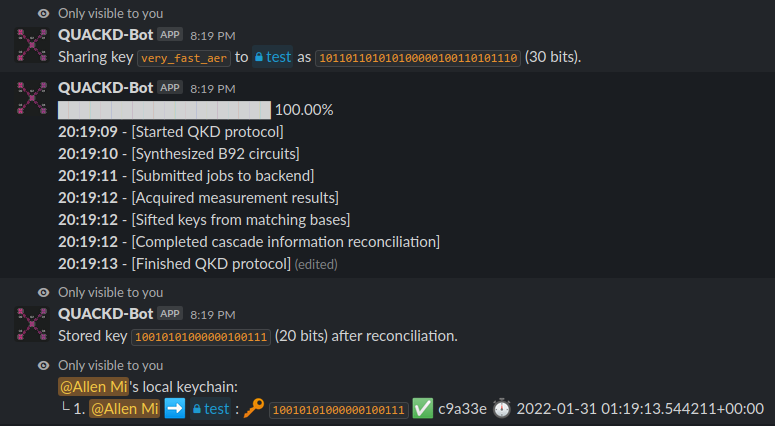 Only visible to you
QUACKD-Bot APP 8:19 PM
Sharing key very_fast_aer to test as 101101101010100000100110101110 (30 bits).
QUACKD-Bot APP 8:19 PM
100.00%
20:19:09 - [Started QKD protocol]
20:19:10 - [Synthesized B92 circuits]
20:19:11 - [Submitted jobs to backend]
20:19:12 - [Acquired measurement results]
20:19:12 - [Sifted keys from matching bases]
20:19:12 - [Completed cascade information reconciliation]
20:19:13 - [Finished QKD protocol] (edited)
Only visible to you
QUACKD-Bot APP 8:19 PM
Stored key 10010101000000100111 (20 bits) after reconciliation.
Only visible to you
@Allen Mi's local keychain:
└ 1. @Allen Mi ➡️ test : 🔑 10010101000000100111 ✅ c9a33e ⏱️ 2022-01-31 01:19:13.544211+00:00